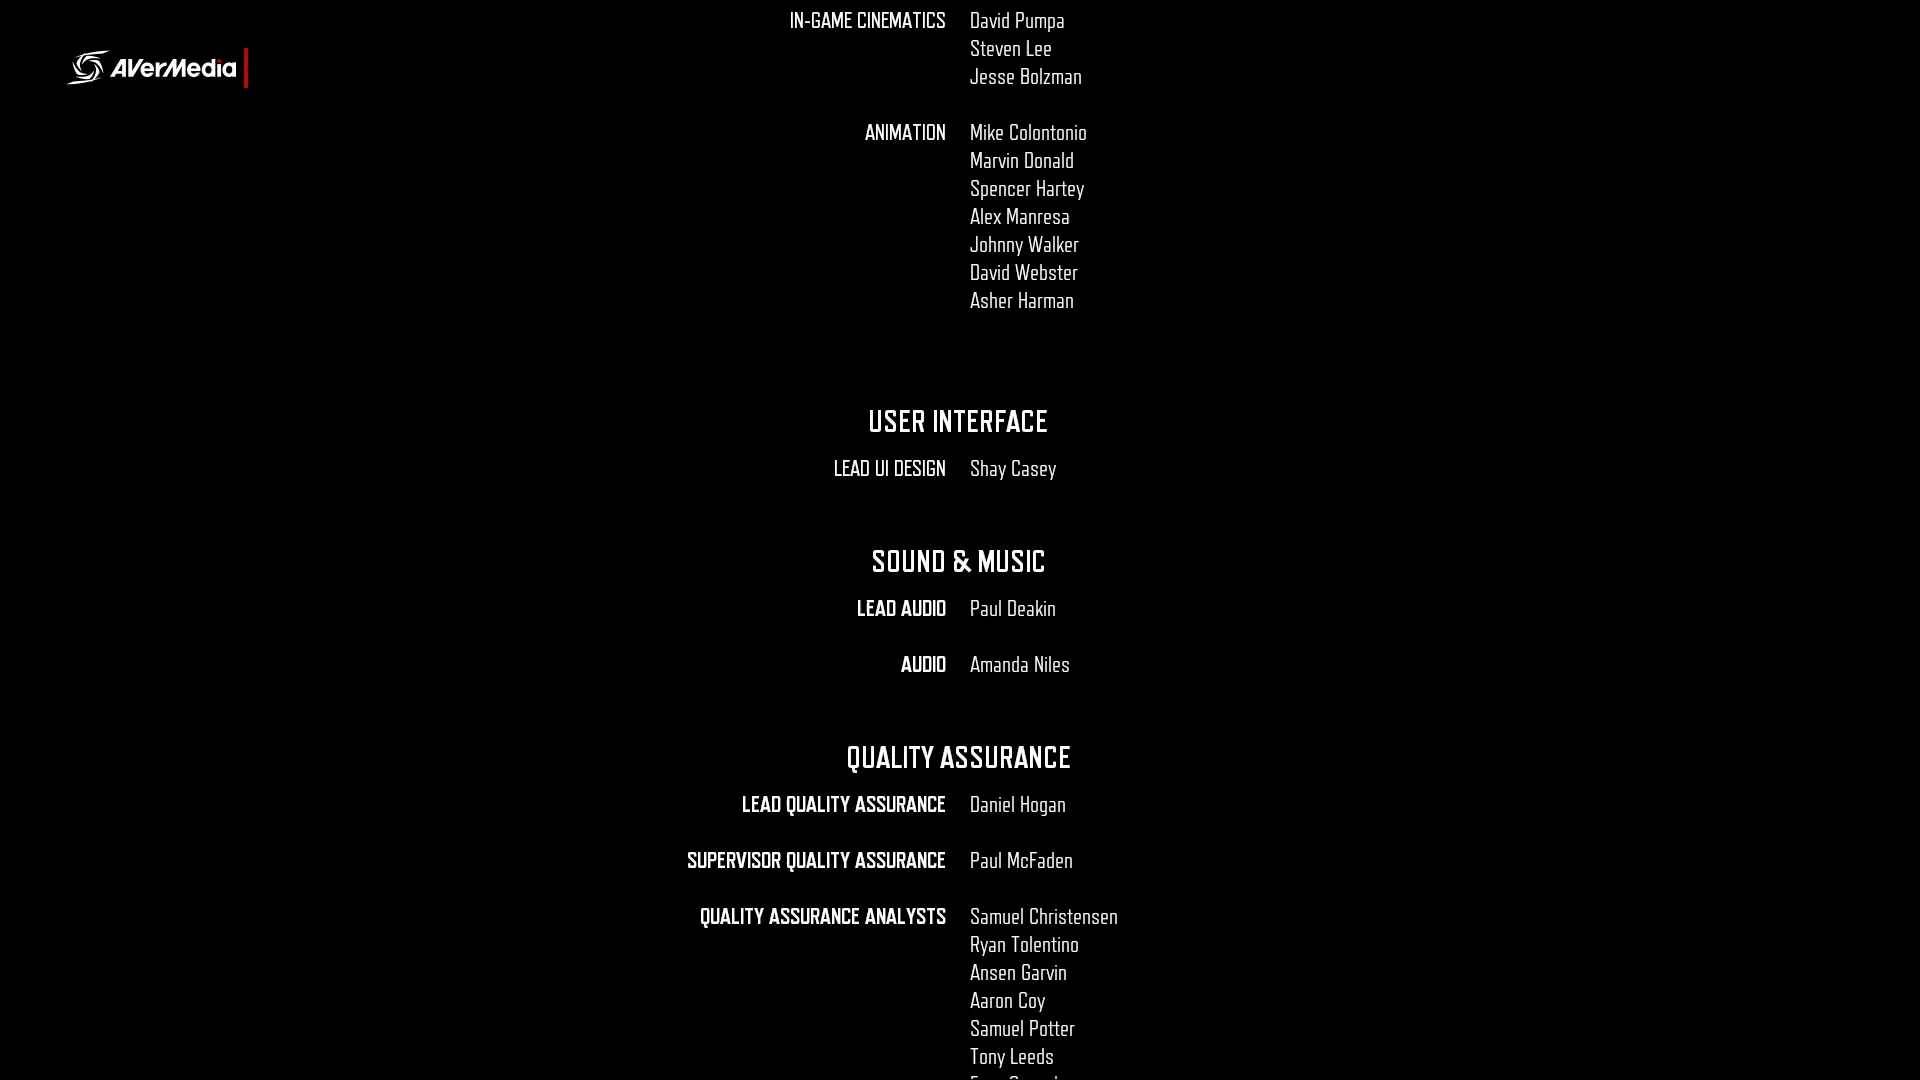 IN-GAME CINEMATICS David Pumpa
Steven Lee
AVerMedia
Jesse Bolzman
ANIMATION Mike Colontonio
Marvin Donald
Spencer Hartey
Alex Manresa
Johnny Walker
David Webster
Asher Harman
USER INTERFACE
LEAD UI DESIGN Shay Casey
SOUND & MUSIC
LEAD AUDIO Paul Deakin
AUDIO Amanda Niles
QUALITY ASSURANCE
LEAD QUALITY ASSURANCE Daniel Hogan
SUPERVISOR QUALITY ASSURANCE Paul McFaden
QUALITY ASSURANCE ANALYSTS Samuel Christensen
Ryan Tolentino
Ansen Garvin
Aaron Coy
Samuel Potter
Tony Leeds